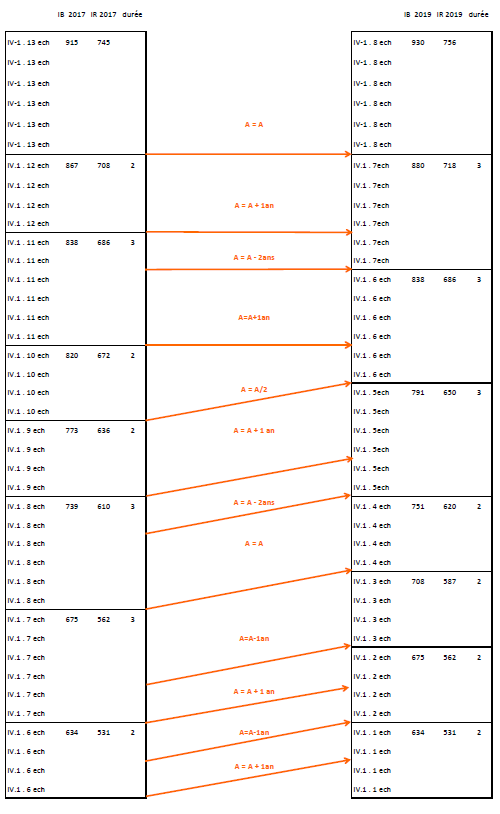 IB 2017 IR 2017 durée IB 2019 IR 2019 durée
IV-1 . 13 ech 915 745 IV-1 . 8 ech 930 756
IV-1 . 13 ech IV-1 . 8 ech
IV-1 . 13 ech IV-1 . 8 ech
IV-1 . 13 ech IV-1 . 8 ech
IV-1 . 13 ech A = A IV-1 . 8 ech
IV-1 . 13 ech IV-1 . 8 ech
IV.1 . 12 ech 867 708 2 IV.1 . 7ech 880 718 3
IV.1 . 12 ech IV.1 . 7ech
IV.1 . 12 ech A = A + 1an IV.1 . 7ech
IV.1 . 12 ech IV.1 . 7ech
IV.1 . 11 ech 838 686 3 IV.1 . 7ech
IV.1 . 11 ech A = A - 2ans IV.1 . 7ech
IV.1 . 11 ech IV.1 . 6 ech 838 686 3
IV.1 . 11 ech IV.1 . 6 ech
IV.1 . 11 ech A=A+1an IV.1 . 6 ech
IV.1 . 11 ech IV.1 . 6 ech
IV.1 . 10 ech 820 672 2 IV.1 . 6 ech
IV.1 . 10 ech IV.1 . 6 ech
IV.1 . 10 ech A = A/2 IV.1 . 5ech 791 650 3
IV.1 . 10 ech IV.1 . 5ech
IV.1 . 9 ech 773 636 2 A = A + 1 an IV.1 . 5ech
IV.1 . 9 ech IV.1 . 5ech
IV.1 . 9 ech IV.1 . 5ech
IV.1 . 9 ech IV.1 . 5ech
IV.1 . 8 ech 739 610 3 A = A - 2ans IV.1 . 4 ech 751 620 2
IV.1 . 8 ech IV.1 . 4 ech
IV.1 . 8 ech A = A IV.1 . 4 ech
IV.1 . 8 ech IV.1 . 4 ech
IV.1 . 8 ech IV.1 . 3 ech 708 587 2
IV.1 . 8 ech IV.1 . 3 ech
IV.1 . 7 ech 675 562 3 IV.1 . 3 ech
IV.1 . 7 ech A=A-1an IV.1 . 3 ech
IV.1 . 7 ech IV.1 . 2 ech 675 562 2
IV.1 . 7 ech IV.1 . 2 ech
IV.1 . 7 ech A = A + 1 an IV.1 . 2 ech
IV.1 . 7 ech IV.1 . 2 ech
IV.1 . 6 ech 634 531 2 A=A-1an IV.1 . 1 ech 634 531 2
IV.1 . 6 ech IV.1 . 1 ech
IV.1 . 6 ech A = A + 1an IV.1 . 1 ech
IV.1 . 6 ech IV.1 . 1 ech